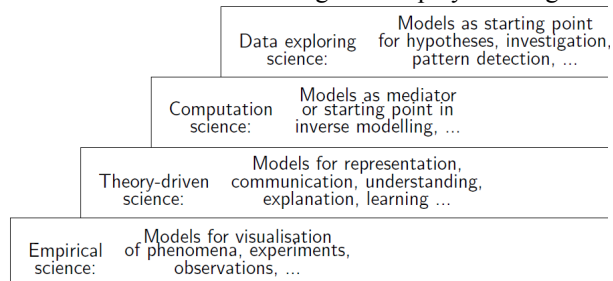 Models as starting point
Data exploring for hypotheses, investigation,
science: pattern detection, ...
Models as mediator
Computation or starting point in
science: inverse modelling, ...
Models for representation,
Theory-driven communication, understanding,
science: explanation, learning ...
Models for visualisation
Empirical of phenomena, experiments,
science: observations, ...